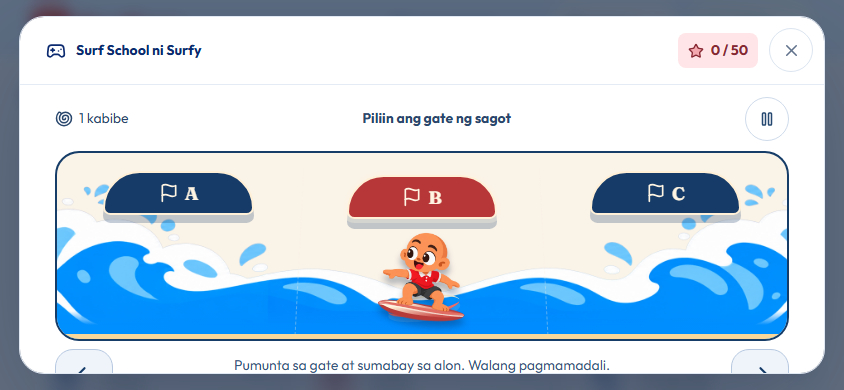 Surf School ni Surfy
0 / 50
1 kabibe
Piliin ang gate ng sagot
A
B
C
Pumunta sa gate at sumabay sa alon. Walang pagmamadali.